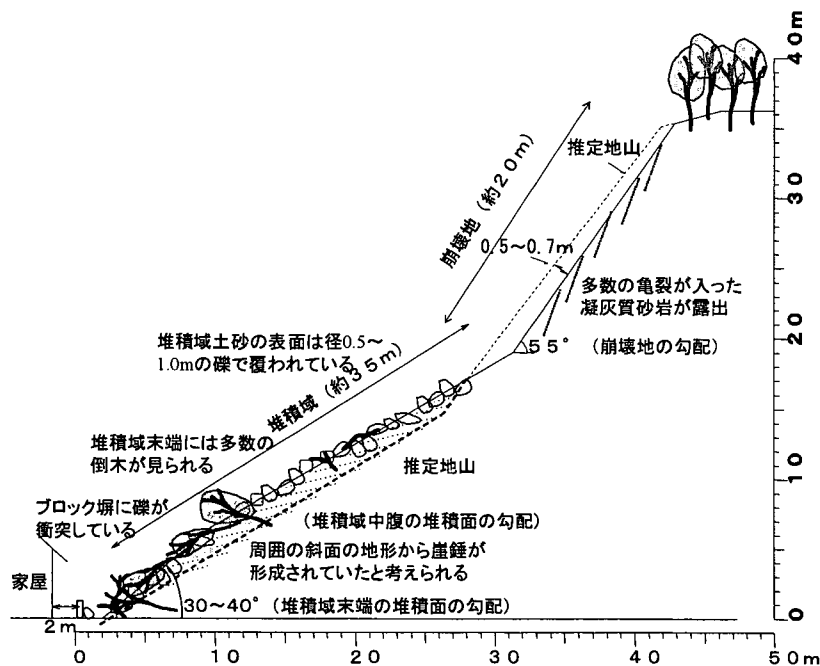 40m
推定地山
崩壊地（約20m）
30
0.5～0.7m
多数の亀裂が入った
凝灰質砂岩が露出
20
堆積域土砂の表面は径0.5～
1.0mの礫で覆われている
55°（崩壊地の勾配）
堆積域（約35m）
堆積域末端には多数の
倒木が見られる
推定地山
10
ブロック塀に礫が
衝突している
（堆積域中腹の堆積面の勾配）
周囲の斜面の地形から崖錐が
形成されていたと考えられる
家屋
30～40°（堆積域末端の堆積面の勾配）
0
2m
0 10 20 30 40 50m